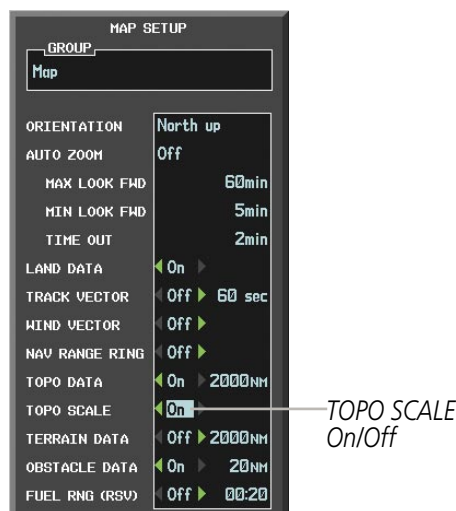 MAP SETUP
GROUP
Map
ORIENTATION North up
AUTO ZOOM Off
MAX LOOK FWD 60min
MIN LOOK FWD 5min
TIME OUT 2min
LAND DATA On
TRACK VECTOR Off 60 sec
WIND VECTOR Off
NAV RANGE RING Off
TOPO DATA On 2000NM
TOPO SCALE On
TERRAIN DATA Off 2000NM
OBSTACLE DATA On 20NM
FUEL RNG (RSV) Off 00:20
TOPO SCALE
On/Off